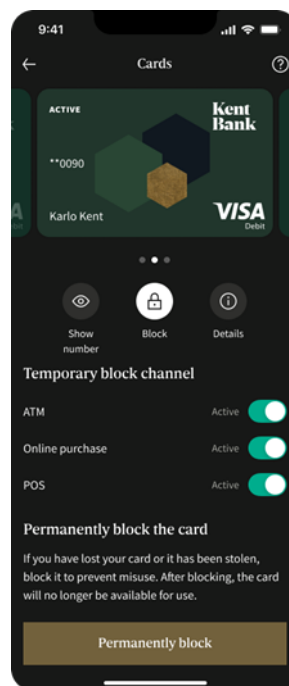 9:41
Cards
ACTIVE
Kent
Bank
**0090
Karlo Kent
VISA
Debit
Show
number
Block
Details
Temporary block channel
ATM Active
Online purchase Active
POS Active
Permanently block the card
If you have lost your card or it has been stolen,
block it to prevent misuse. After blocking, the card
will no longer be available for use.
Permanently block